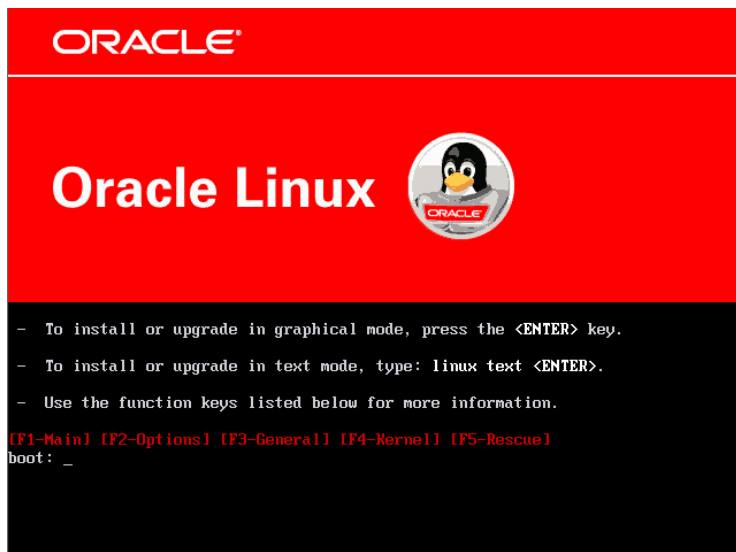 ORACLE®
Oracle Linux
ORACLE
- To install or upgrade in graphical mode, press the <ENTER> key.
- To install or upgrade in text mode, type: linux text <ENTER>.
- Use the function keys listed below for more information.
[F1-Main] [F2-Options] [F3-General] [F4-Kernel] [F5-Rescue]
boot: _